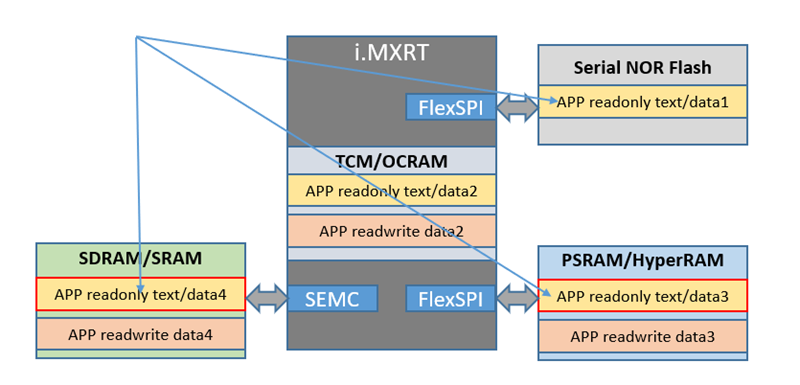 i.MXRT
Serial NOR Flash
FlexSPI
APP readonly text/data1
TCM/OCRAM
APP readonly text/data2
APP readwrite data2
SDRAM/SRAM
PSRAM/HyperRAM
APP readonly text/data4
SEMC
FlexSPI
APP readonly text/data3
APP readwrite data4
APP readwrite data3